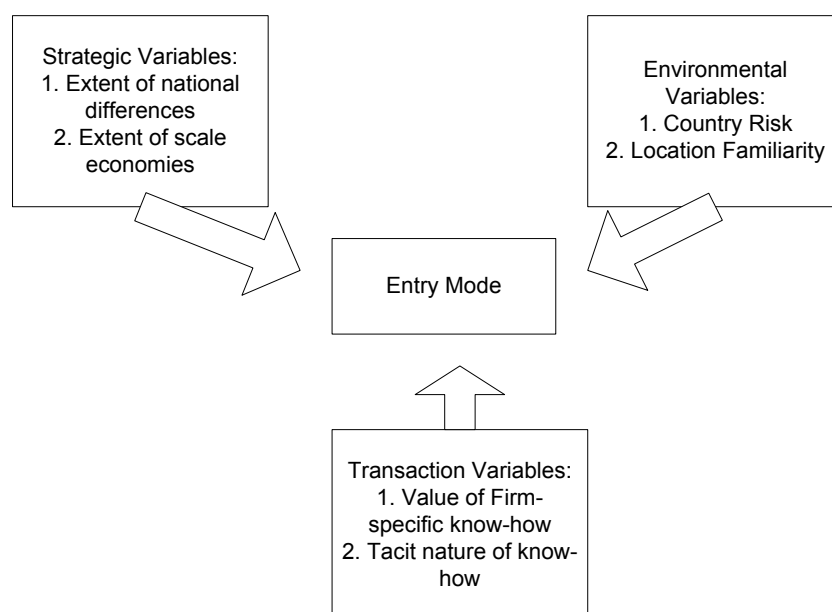 Strategic Variables:
1. Extent of national
differences
2. Extent of scale
economies
Environmental
Variables:
1. Country Risk
2. Location Familiarity
Entry Mode
Transaction Variables:
1. Value of Firm-
specific know-how
2. Tacit nature of know-
how